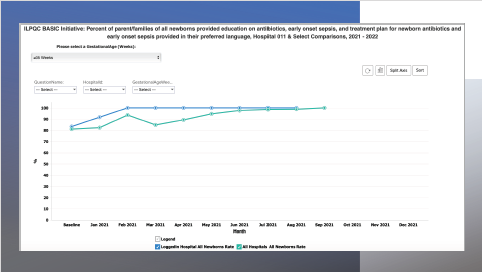 ILPQC BASIC Initiative: Percent of parent/families of all newborns provided education on antibiotics, early onset sepsis, and treatment plan for newborn antibiotics and
early onset sepsis provided in their preferred language, Hospital 011 & Select Comparisons, 2021 - 2022
Please select a GestationalAge (Weeks):
≥35 Weeks
Split Axis Sort
QuestionName: HospitalId: GestationalAgeWee...
--- Select --- --- Select --- --- Select ---
100
90
80
70
60
50
40
30
20
10
0
%
Baseline Jan 2021 Feb 2021 Mar 2021 Apr 2021 May 2021 Jun 2021 Jul 2021 Aug 2021 Sep 2021 Oct 2021 Nov 2021 Dec 2021
Month
Legend
LoggedIn Hospital All Newborns Rate All Hospitals All Newborns Rate